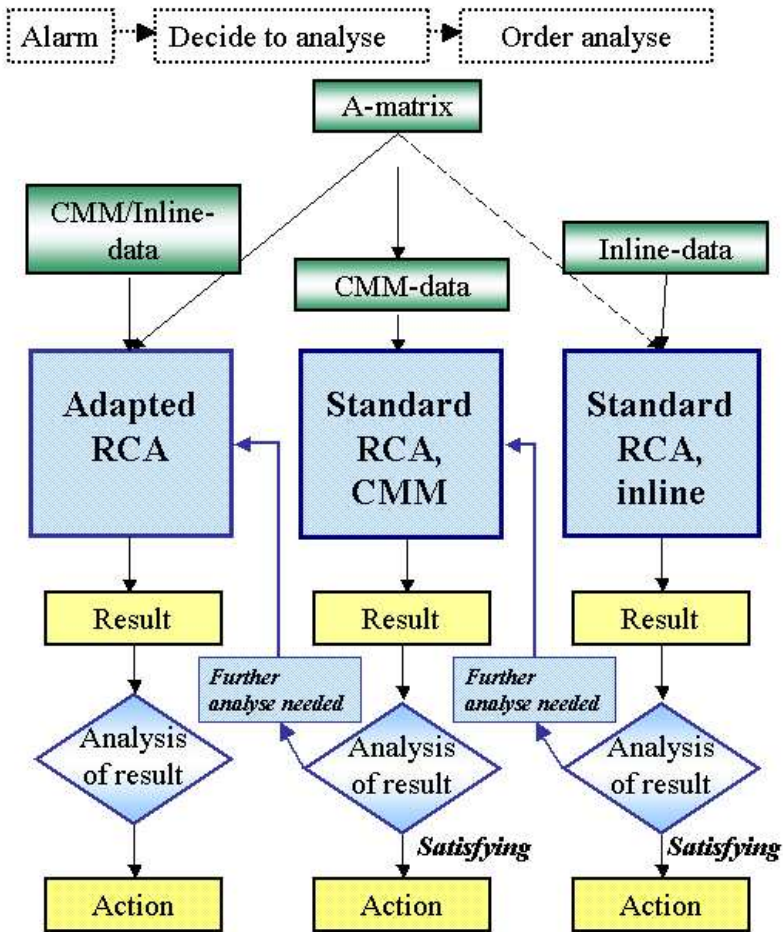 Alarm
Decide to analyse
Order analyse
A-matrix
CMM/Inline-
data
CMM-data
Inline-data
Adapted
RCA
Standard
RCA,
CMM
Standard
RCA,
inline
Result
Result
Result
Further
analyse needed
Further
analyse needed
Analysis
of result
Analysis
of result
Analysis
of result
Satisfying
Satisfying
Action
Action
Action